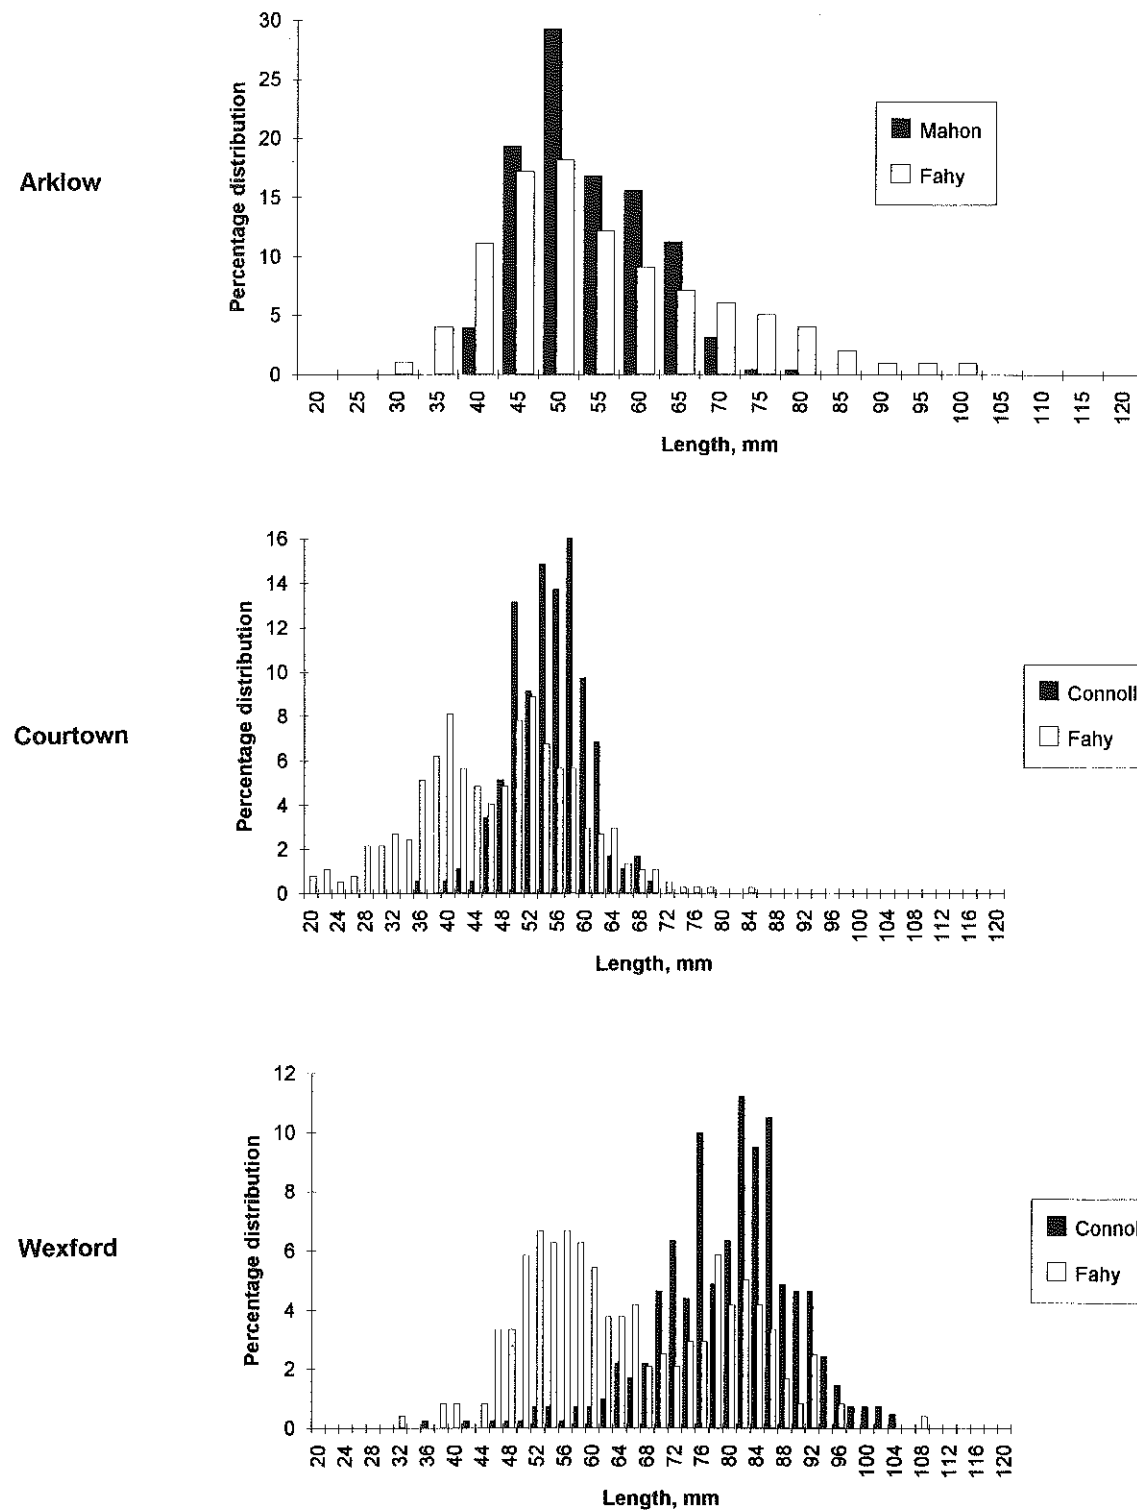 Arklow
Percentage distribution
30
25
20
15
10
5
0
20 25 30 35 40 45 50 55 60 65 70 75 80 85 90 95 100 105 110 115 120
Length, mm
Mahon
Fahy
Courtown
Percentage distribution
16
14
12
10
8
6
4
2
0
20 24 28 32 36 40 44 48 52 56 60 64 68 72 76 80 84 88 92 96 100 104 108 112 116 120
Length, mm
Connoll
Fahy
Wexford
Percentage distribution
12
10
8
6
4
2
0
20 24 28 32 36 40 44 48 52 56 60 64 68 72 76 80 84 88 92 96 100 104 108 112 116 120
Length, mm
Connol
Fahy